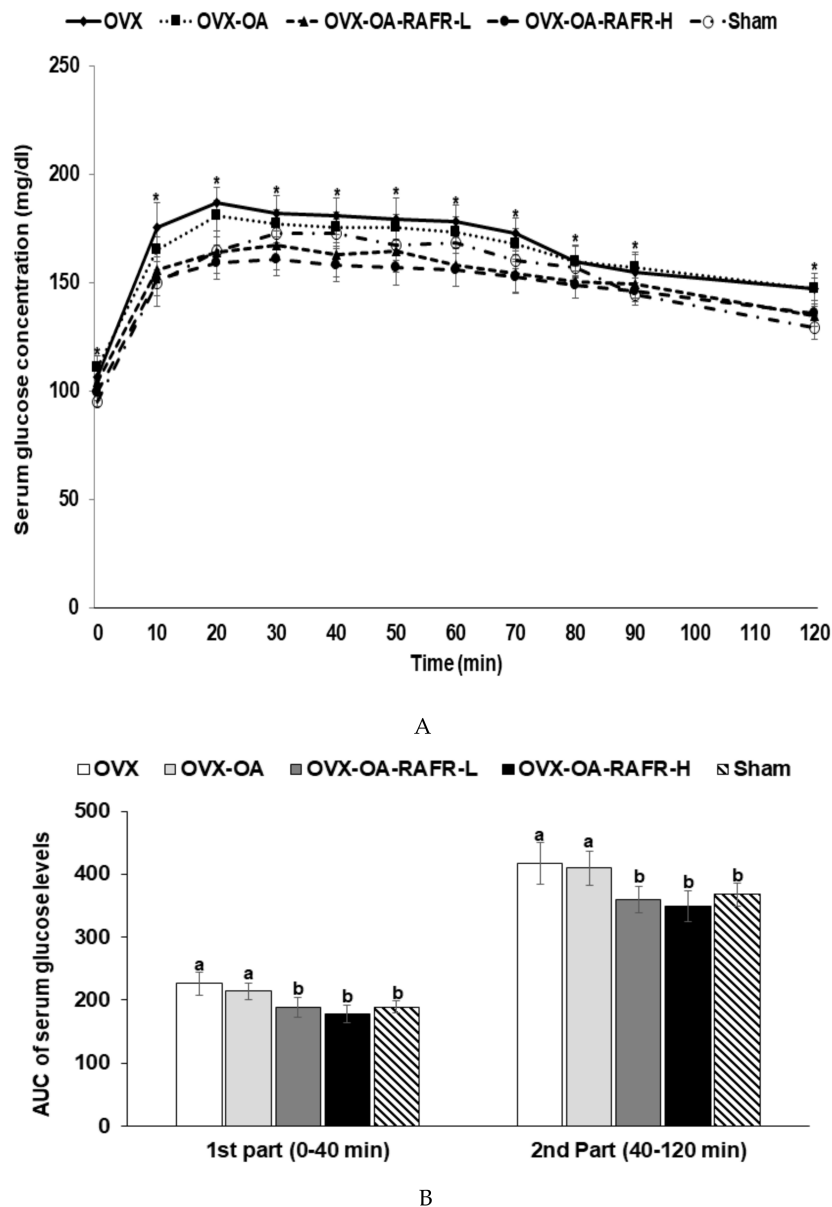 OVX OVX-OA OVX-OA-RAFR-L OVX-OA-RAFR-H Sham
Serum glucose concentration (mg/dl)
250
200
150
100
50
0
* * * * * * * * * * *
0 10 20 30 40 50 60 70 80 90 100 110 120
Time (min)
A
OVX OVX-OA OVX-OA-RAFR-L OVX-OA-RAFR-H Sham
AUC of serum glucose levels
500
400
300
200
100
0
a a b b b
a a b b b
1st part (0-40 min) 2nd Part (40-120 min)
B